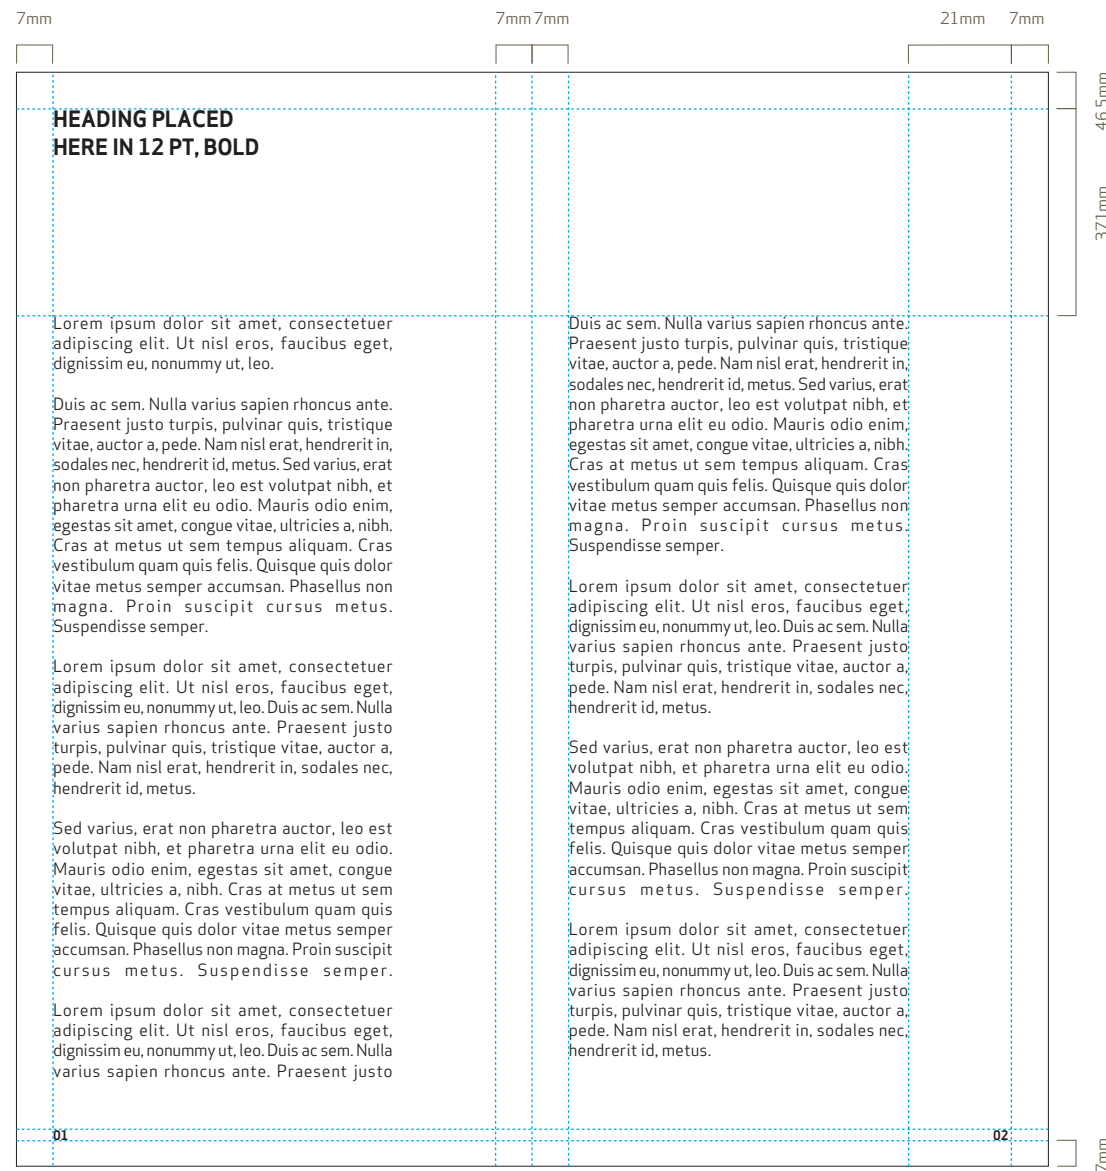 7mm
7mm
7mm
21mm
7mm
46.5mm
371mm
HEADING PLACED
HERE IN 12 PT, BOLD
Lorem ipsum dolor sit amet, consectetuer
adipiscing elit. Ut nisl eros, faucibus eget,
dignissim eu, nonummy ut, leo.
Duis ac sem. Nulla varius sapien rhoncus ante.
Praesent justo turpis, pulvinar quis, tristique
vitae, auctor a, pede. Nam nisl erat, hendrerit in,
sodales nec, hendrerit id, metus. Sed varius, erat
non pharetra auctor, leo est volutpat nibh, et
pharetra urna elit eu odio. Mauris odio enim,
egestas sit amet, congue vitae, ultricies a, nibh.
Cras at metus ut sem tempus aliquam. Cras
vestibulum quam quis felis. Quisque quis dolor
vitae metus semper accumsan. Phasellus non
magna. Proin suscipit cursus metus.
Suspendisse semper.
Lorem ipsum dolor sit amet, consectetuer
adipiscing elit. Ut nisl eros, faucibus eget,
dignissim eu, nonummy ut, leo. Duis ac sem. Nulla
varius sapien rhoncus ante. Praesent justo
turpis, pulvinar quis, tristique vitae, auctor a,
pede. Nam nisl erat, hendrerit in, sodales nec,
hendrerit id, metus.
Sed varius, erat non pharetra auctor, leo est
volutpat nibh, et pharetra urna elit eu odio.
Mauris odio enim, egestas sit amet, congue
vitae, ultricies a, nibh. Cras at metus ut sem
tempus aliquam. Cras vestibulum quam quis
felis. Quisque quis dolor vitae metus semper
accumsan. Phasellus non magna. Proin suscipit
cursus metus. Suspendisse semper.
Lorem ipsum dolor sit amet, consectetuer
adipiscing elit. Ut nisl eros, faucibus eget,
dignissim eu, nonummy ut, leo. Duis ac sem. Nulla
varius sapien rhoncus ante. Praesent justo
01
Duis ac sem. Nulla varius sapien rhoncus ante.
Praesent justo turpis, pulvinar quis, tristique
vitae, auctor a, pede. Nam nisl erat, hendrerit in,
sodales nec, hendrerit id, metus. Sed varius, erat
non pharetra auctor, leo est volutpat nibh, et
pharetra urna elit eu odio. Mauris odio enim,
egestas sit amet, congue vitae, ultricies a, nibh.
Cras at metus ut sem tempus aliquam. Cras
vestibulum quam quis felis. Quisque quis dolor
vitae metus semper accumsan. Phasellus non
magna. Proin suscipit cursus metus.
Suspendisse semper.
Lorem ipsum dolor sit amet, consectetuer
adipiscing elit. Ut nisl eros, faucibus eget,
dignissim eu, nonummy ut, leo. Duis ac sem. Nulla
varius sapien rhoncus ante. Praesent justo
turpis, pulvinar quis, tristique vitae, auctor a,
pede. Nam nisl erat, hendrerit in, sodales nec,
hendrerit id, metus.
Sed varius, erat non pharetra auctor, leo est
volutpat nibh, et pharetra urna elit eu odio.
Mauris odio enim, egestas sit amet, congue
vitae, ultricies a, nibh. Cras at metus ut sem
tempus aliquam. Cras vestibulum quam quis
felis. Quisque quis dolor vitae metus semper
accumsan. Phasellus non magna. Proin suscipit
cursus metus. Suspendisse semper.
Lorem ipsum dolor sit amet, consectetuer
adipiscing elit. Ut nisl eros, faucibus eget,
dignissim eu, nonummy ut, leo. Duis ac sem. Nulla
varius sapien rhoncus ante. Praesent justo
turpis, pulvinar quis, tristique vitae, auctor a,
pede. Nam nisl erat, hendrerit in, sodales nec,
hendrerit id, metus.
02
7mm